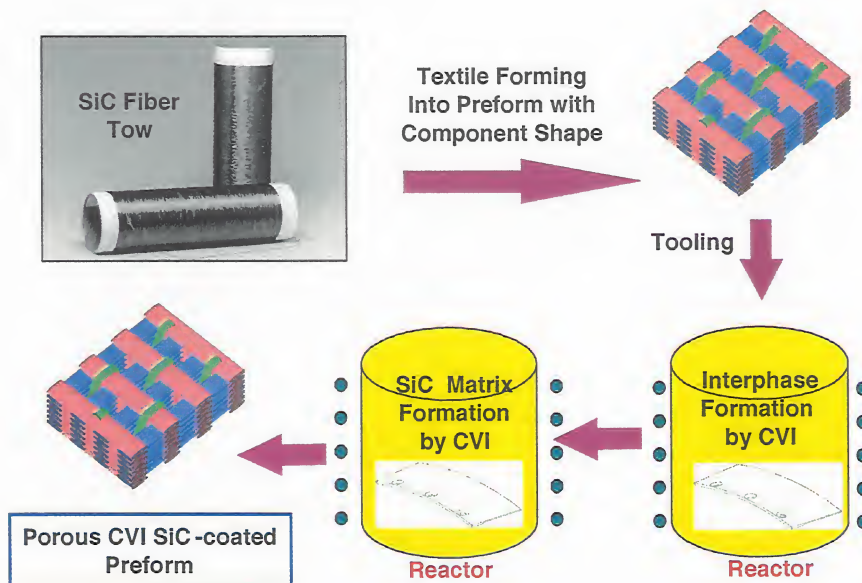 SiC Fiber
Tow
Textile Forming
Into Preform with
Component Shape
Tooling
Interphase
Formation
by CVI
Reactor
SiC Matrix
Formation
by CVI
Reactor
Porous CVI SiC-coated
Preform